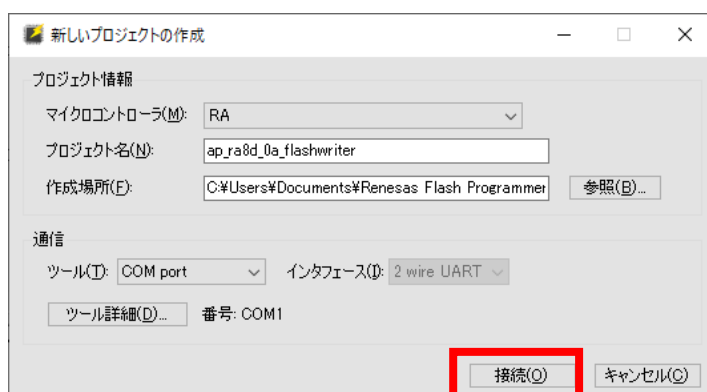 新しいプロジェクトの作成
プロジェクト情報
マイクロコントローラ(M): RA
プロジェクト名(N): ap_ra8d_0a_flashwriter
作成場所(F): C:¥Users¥Documents¥Renesas Flash Programmer 参照(B)...
通信
ツール(T): COM port インタフェース(I): 2 wire UART
ツール詳細(D)... 番号: COM1
接続(O) キャンセル(C)